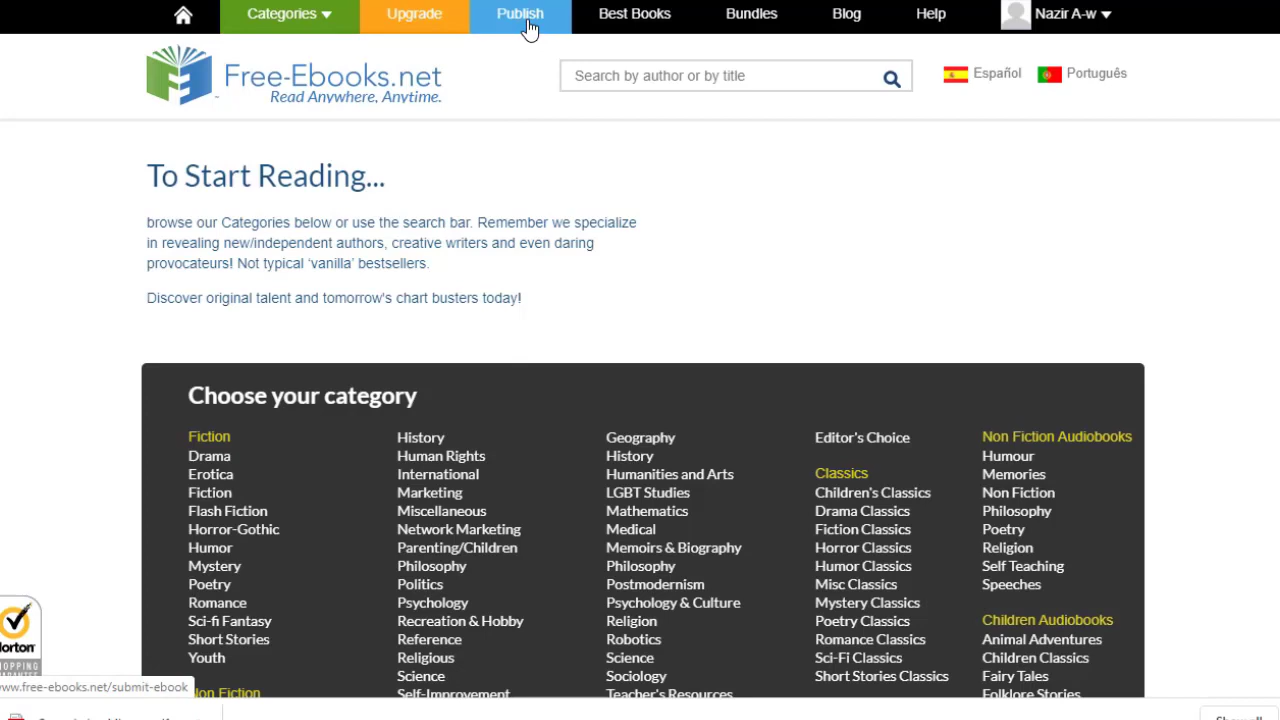 Categories Upgrade Publish Best Books Bundles Blog Help Nazir A-w
Free-Ebooks.net
Read Anywhere, Anytime.
Search by author or by title
Español Português
To Start Reading...
browse our Categories below or use the search bar. Remember we specialize
in revealing new/independent authors, creative writers and even daring
provocateurs! Not typical ‘vanilla’ bestsellers.
Discover original talent and tomorrow's chart busters today!
Choose your category
Fiction
Drama
Erotica
Fiction
Flash Fiction
Horror-Gothic
Humor
Mystery
Poetry
Romance
Sci-fi Fantasy
Short Stories
Youth
Non Fiction
History
Human Rights
International
Marketing
Miscellaneous
Network Marketing
Parenting/Children
Philosophy
Politics
Psychology
Recreation & Hobby
Reference
Religious
Science
Self-Improvement
Geography
History
Humanities and Arts
LGBT Studies
Mathematics
Medical
Memoirs & Biography
Philosophy
Postmodernism
Psychology & Culture
Religion
Robotics
Science
Sociology
Teacher's Resources
Editor's Choice
Classics
Children's Classics
Drama Classics
Fiction Classics
Horror Classics
Humor Classics
Misc Classics
Mystery Classics
Poetry Classics
Romance Classics
Sci-Fi Classics
Short Stories Classics
Non Fiction Audiobooks
Humour
Memories
Non Fiction
Philosophy
Poetry
Religion
Self Teaching
Speeches
Children Audiobooks
Animal Adventures
Children Classics
Fairy Tales
Folklore Stories
orton
HOPPING
ww.free-ebooks.net/submit-ebook
Show all